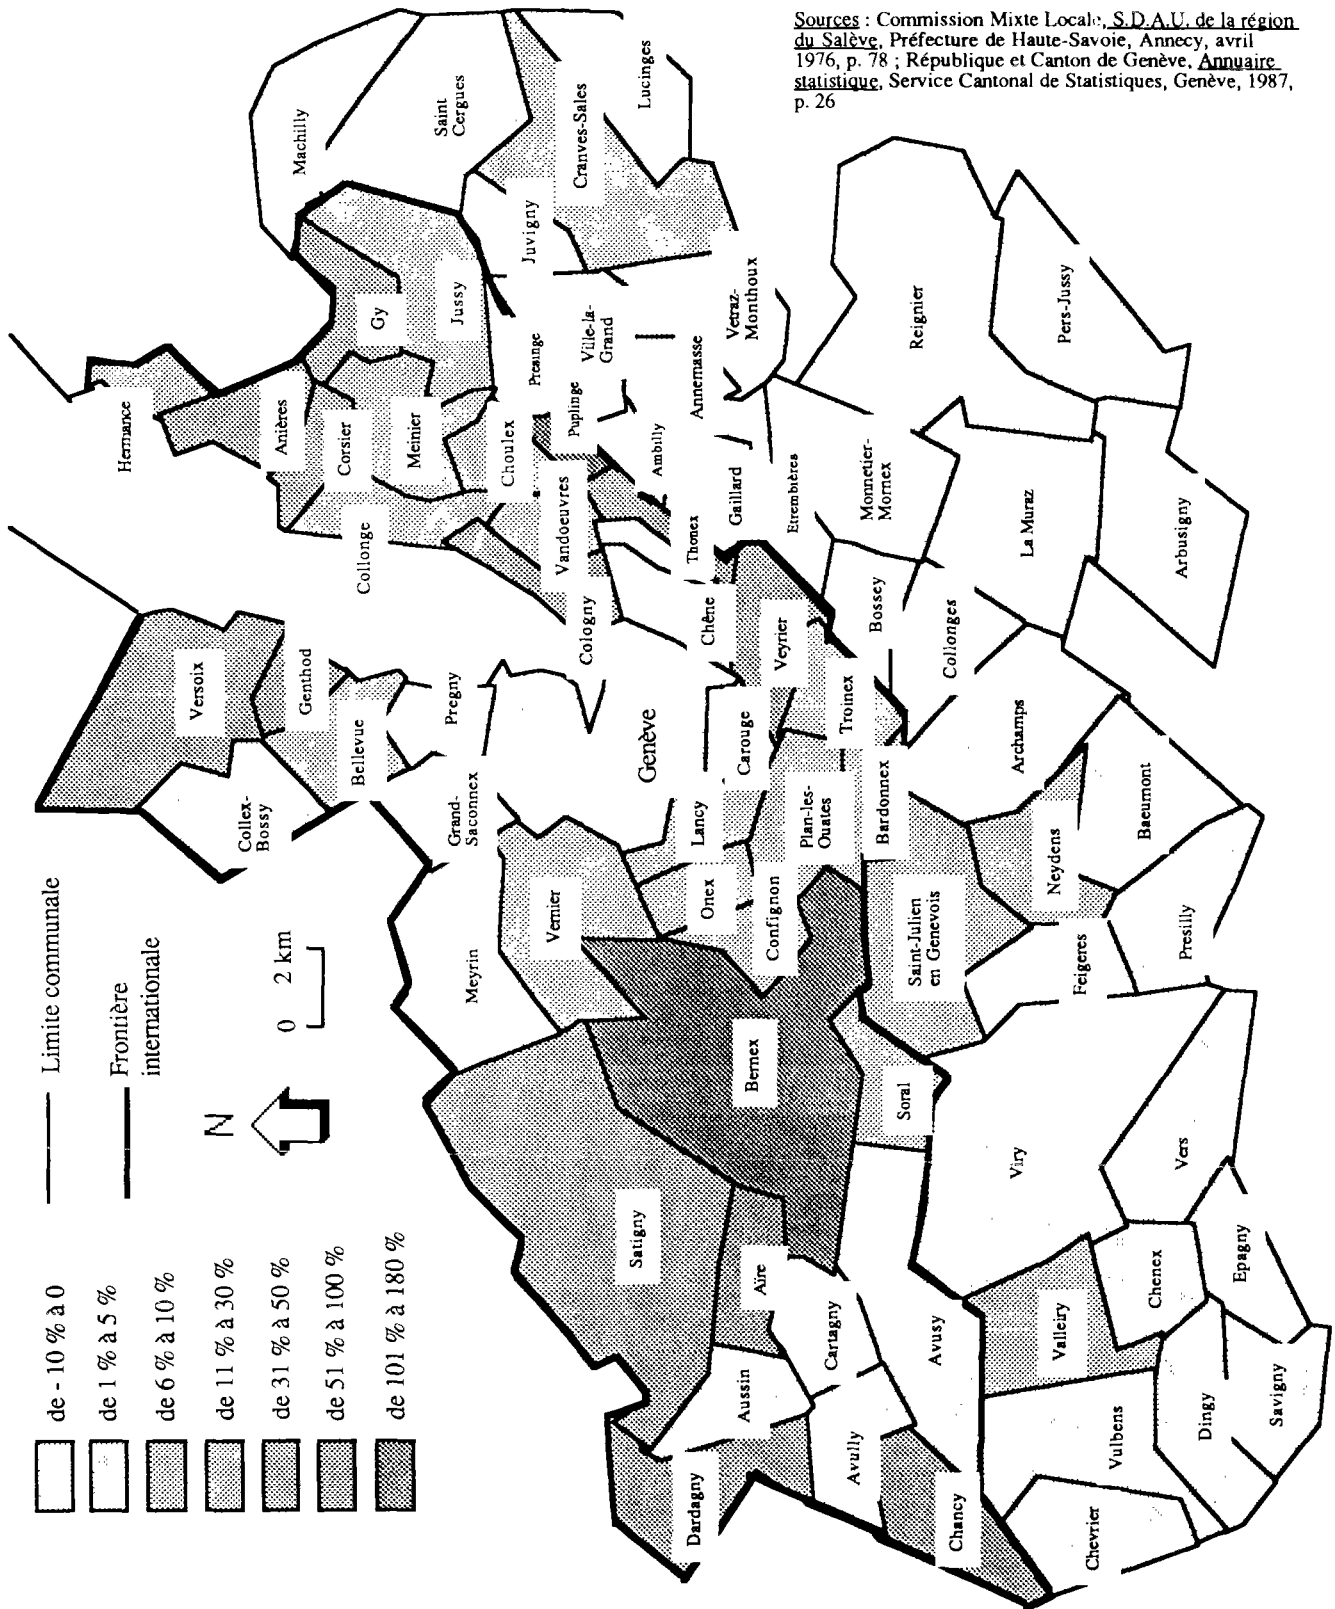 Sources : Commission Mixte Locale, S.D.A.U. de la région
du Salève, Préfecture de Haute-Savoie, Annecy, avril
1976, p. 78 ; République et Canton de Genève, Annuaire
statistique, Service Cantonal de Statistiques, Genève, 1987,
p. 26
de - 10 % à 0
de 1 % à 5 %
de 6 % à 10 %
de 11 % à 30 %
de 31 % à 50 %
de 51 % à 100 %
de 101 % à 180 %
Limite communale
Frontière
internationale
N
0 2 km
Machilly
Saint
Cergues
Lucinges
Cranves-Sales
Juvigny
Hermance
Gy
Jussy
Anières
Corsier
Meinier
Choulex
Presinge
Ville-la-
Grand
Puplinge
Vetraz-
Monthoux
Annemasse
Ambilly
Gaillard
Etrembières
Monnetier-
Mornex
Reignier
Pers-Jussy
La Muraz
Arbusigny
Collonge
Vandoeuvres
Cologny
Thonex
Chêne
Veyrier
Bossey
Collonges
Troinex
Archamps
Versoix
Genthod
Bellevue
Pregny
Collex-
Bossy
Grand-
Saconnex
Genève
Carouge
Lancy
Plan-les-
Ouates
Bardonnex
Onex
Confignon
Vernier
Meyrin
Saint-Julien
en Genevois
Neydens
Baeumont
Presilly
Feigeres
Bernex
Soral
Viry
Vers
Satigny
Aire
Cartagny
Avusy
Valleiry
Chenex
Epagny
Aussin
Avully
Dardagny
Chancy
Vulbens
Dingy
Savigny
Chevrier